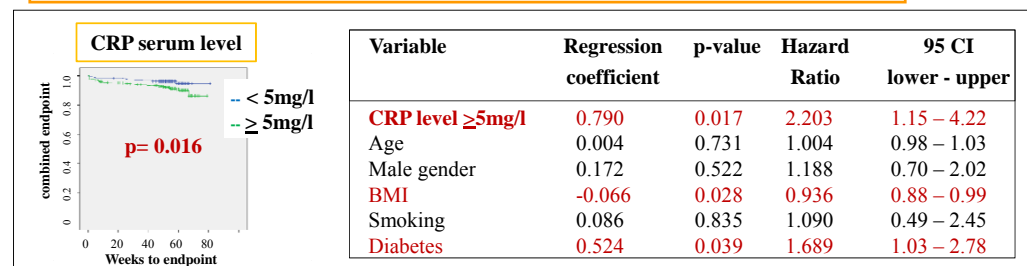 CRP serum level
combined endpoint
1.0
0.8
0.6
0.4
0.2
0
p= 0.016
0 20 40 60 80
Weeks to endpoint
-- < 5mg/l
-- ≥ 5mg/l
Variable Regression coefficient p-value Hazard Ratio 95 CI lower - upper
CRP level ≥5mg/l 0.790 0.017 2.203 1.15 – 4.22
Age 0.004 0.731 1.004 0.98 – 1.03
Male gender 0.172 0.522 1.188 0.70 – 2.02
BMI -0.066 0.028 0.936 0.88 – 0.99
Smoking 0.086 0.835 1.090 0.49 – 2.45
Diabetes 0.524 0.039 1.689 1.03 – 2.78